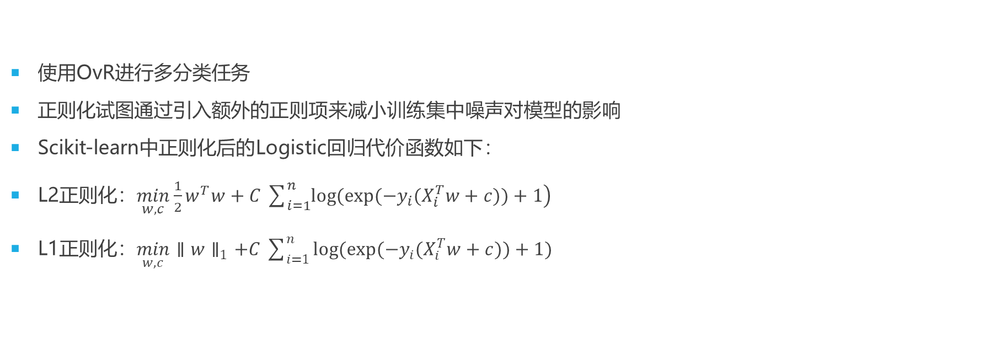 使用OvR进行多分类任务
正则化试图通过引入额外的正则项来减小训练集中噪声对模型的影响
Scikit-learn中正则化后的Logistic回归代价函数如下：
L2正则化：$\underset{w,c}{min} \frac{1}{2} w^T w + C \sum_{i=1}^{n} \log(\exp(-y_i(X_i^T w + c)) + 1)$
L1正则化：$\underset{w,c}{min} \parallel w \parallel_1 + C \sum_{i=1}^{n} \log(\exp(-y_i(X_i^T w + c)) + 1)$